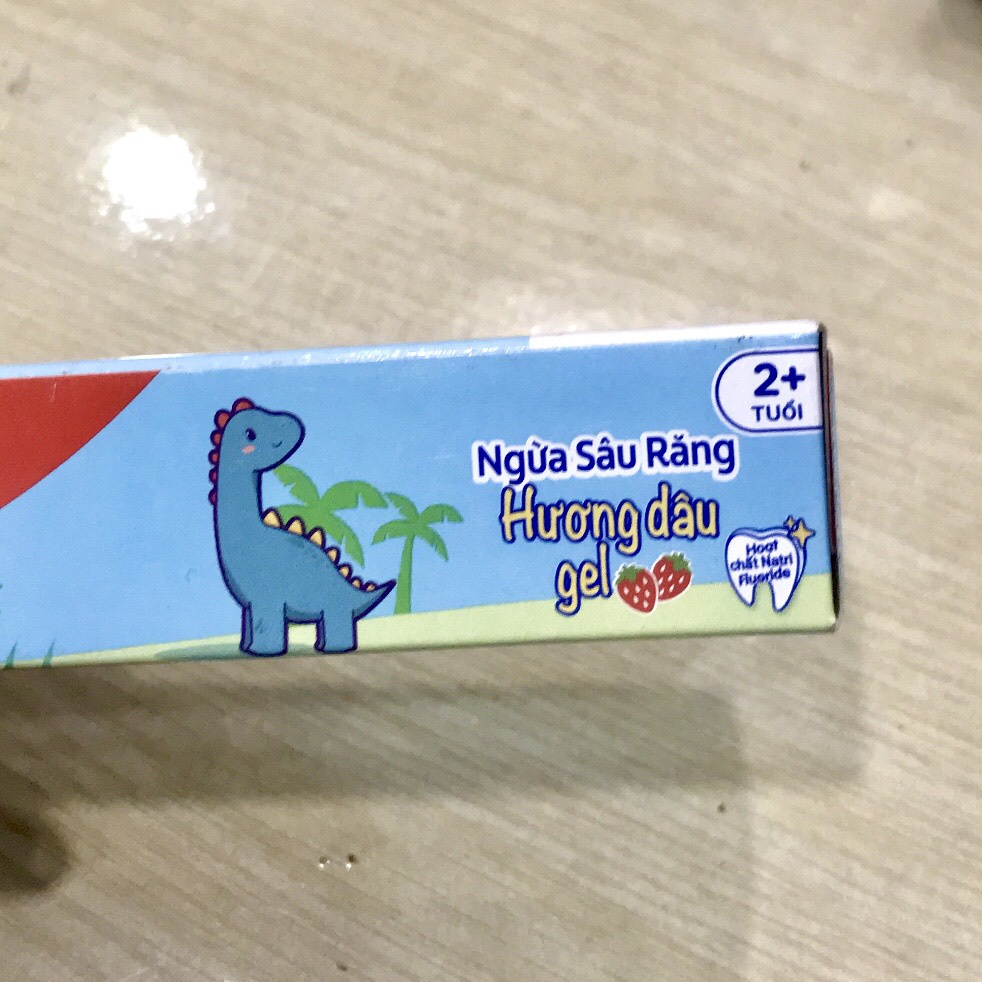 2+
TUỔI
Ngừa Sâu Răng
Hương dâu
gel
Hoạt
chất Natri
Fluoride